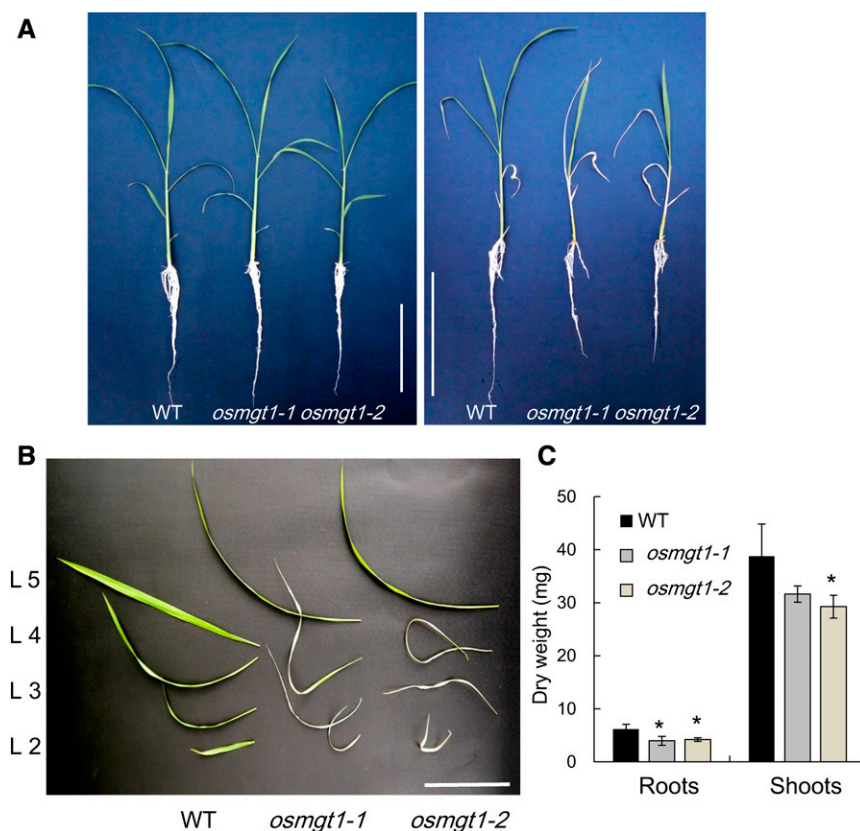 A
WT osmgt1-1 osmgt1-2
WT osmgt1-1 osmgt1-2
B
L 5
L 4
L 3
L 2
WT osmgt1-1 osmgt1-2
C
50
40
30
20
10
0
Dry weight (mg)
WT
osmgt1-1
osmgt1-2
*
*
*
Roots Shoots